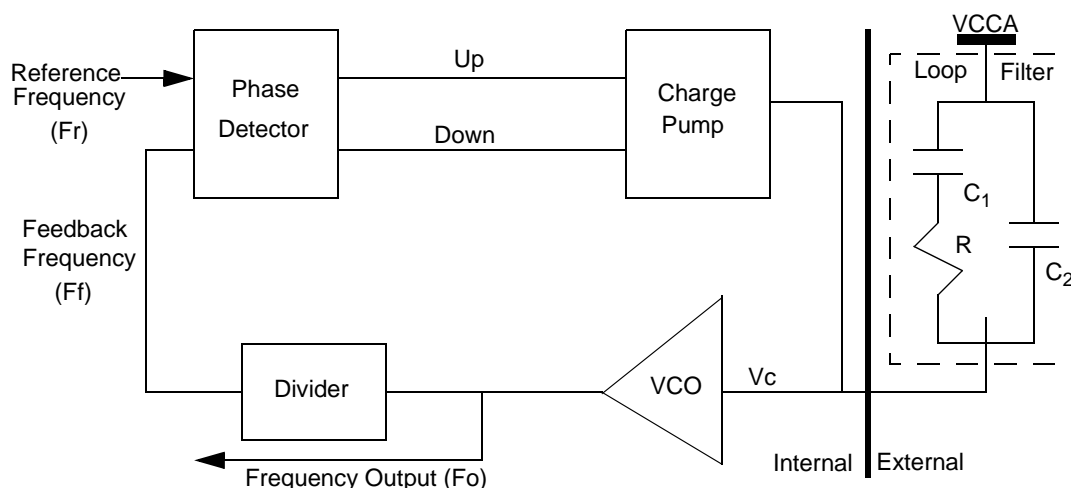 VCCA
Loop Filter
Reference
Frequency
(Fr)
Phase
Detector
Up
Down
Charge
Pump
C1
R
C2
Feedback
Frequency
(Ff)
Divider
VCO
Vc
Frequency Output (Fo)
Internal
External